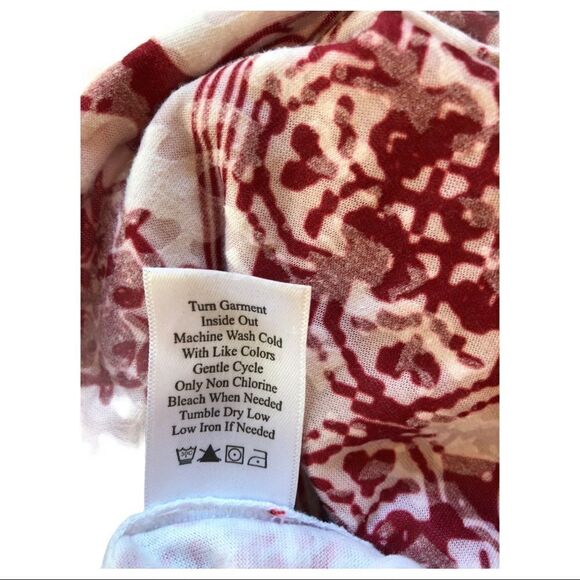 Turn Garment
Inside Out
Machine Wash Cold
With Like Colors
Gentle Cycle
Only Non Chlorine
Bleach When Needed
Tumble Dry Low
Low Iron If Needed